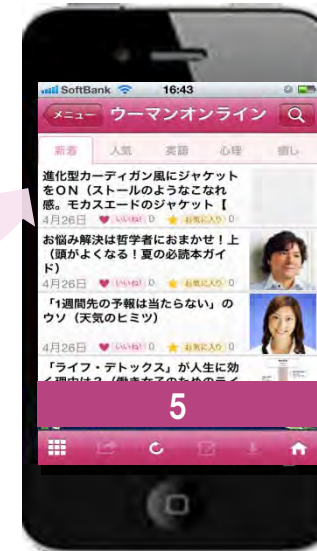 SoftBank 16:43
メニュー ウーマンオンライン
新着 人気 英語 心理 癒し
進化型カーディガン風にジャケット
をON（ストールのようなこなれ
感。モカスエードのジャケット【
4月26日 いいね! 0 お気に入り 0
お悩み解決は哲学者におまかせ！上
（頭がよくなる！夏の必読本ガイ
ド）
4月26日 いいね! 0 お気に入り 0
「1週間先の予報は当たらない」の
ウソ（天気のヒミツ）
4月26日 いいね! 0 お気に入り 0
「ライフ・デトックス」が人生に効
5